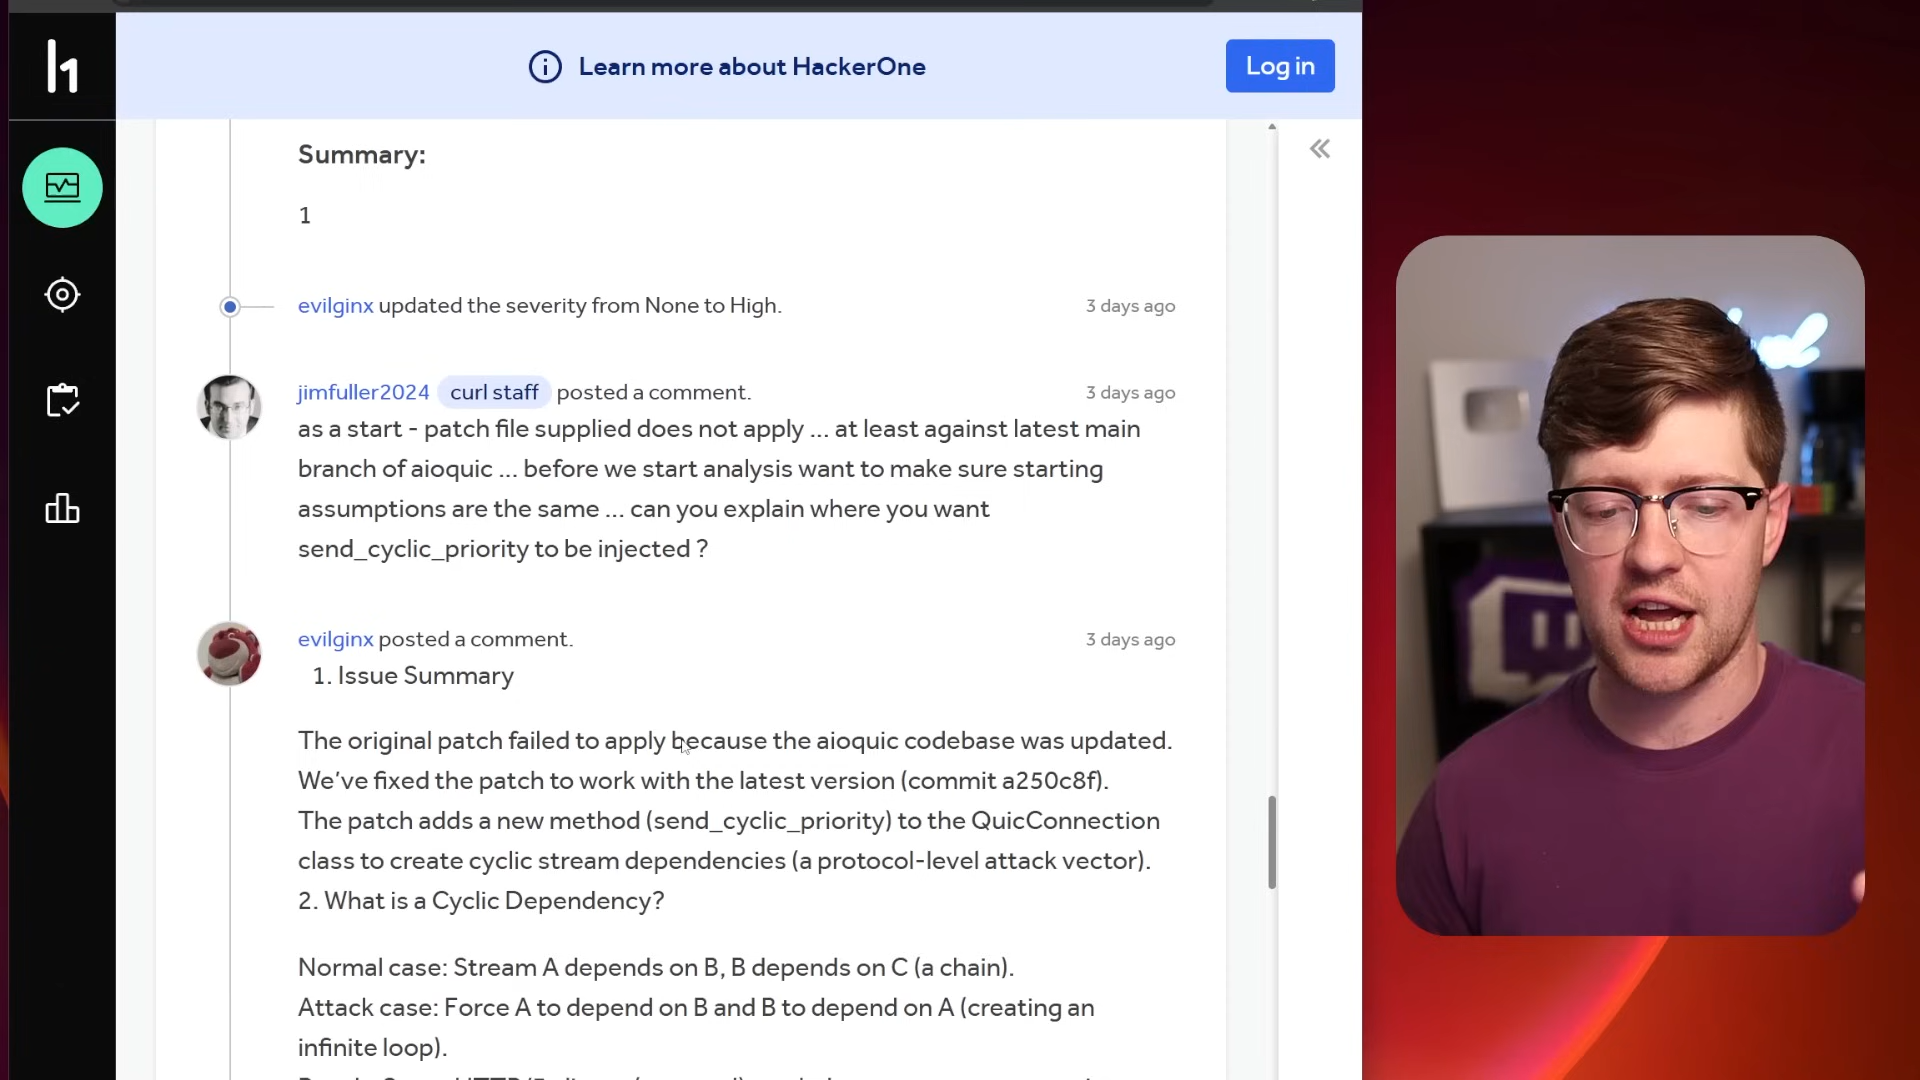 Learn more about HackerOne
Log in
Summary:
1
evilginx updated the severity from None to High.
3 days ago
jimfuller2024 curl staff posted a comment.
3 days ago
as a start - patch file supplied does not apply ... at least against latest main
branch of aioquic ... before we start analysis want to make sure starting
assumptions are the same ... can you explain where you want
send_cyclic_priority to be injected ?
evilginx posted a comment.
3 days ago
1. Issue Summary
The original patch failed to apply because the aioquic codebase was updated.
We've fixed the patch to work with the latest version (commit a250c8f).
The patch adds a new method (send_cyclic_priority) to the QuicConnection
class to create cyclic stream dependencies (a protocol-level attack vector).
2. What is a Cyclic Dependency?
Normal case: Stream A depends on B, B depends on C (a chain).
Attack case: Force A to depend on B and B to depend on A (creating an
infinite loop).